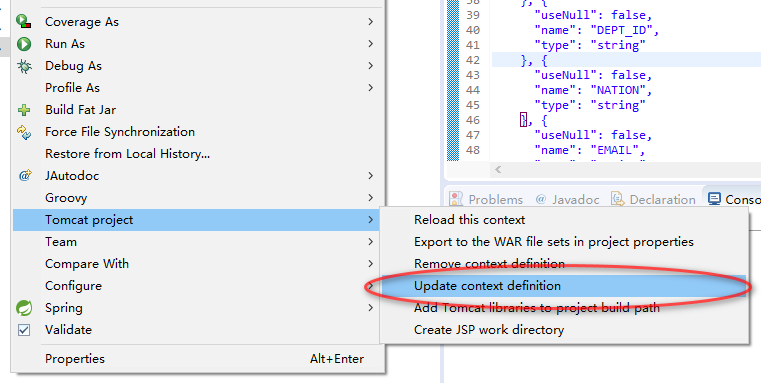 Coverage As
Run As
Debug As
Profile As
Build Fat Jar
Force File Synchronization
Restore from Local History...
JAutodoc
Groovy
Tomcat project
Team
Compare With
Configure
Spring
Validate
Properties Alt+Enter
Reload this context
Export to the WAR file sets in project properties
Remove context definition
Update context definition
Add Tomcat libraries to project build path
Create JSP work directory
}, {
39 "useNull": false,
40 "name": "DEPT_ID",
41 "type": "string"
42 }, {
43 "useNull": false,
44 "name": "NATION",
45 "type": "string"
46 }, {
47 "useNull": false,
48 "name": "EMAIL",
Problems @ Javadoc Declaration Conso